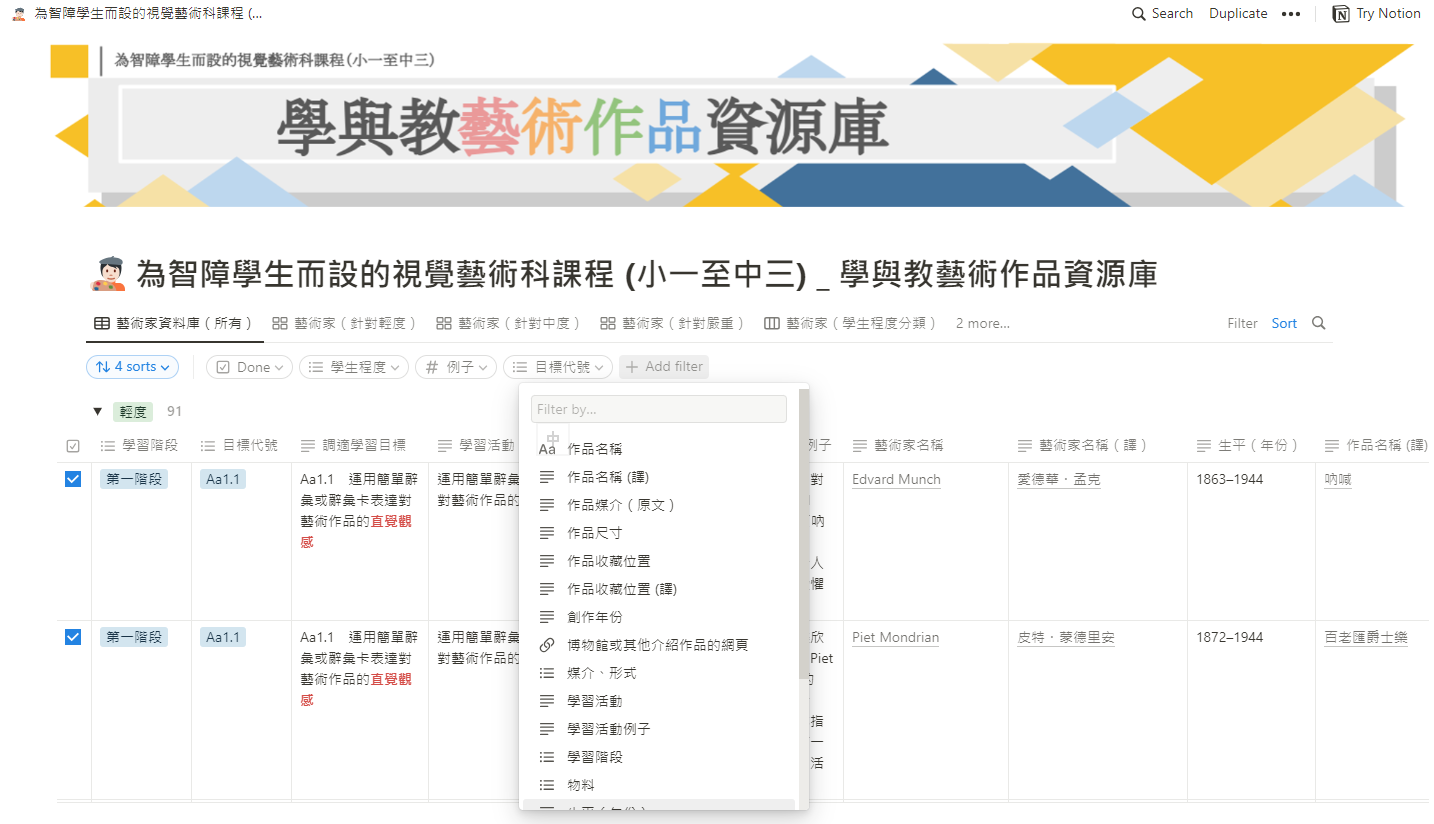 為智障學生而設的視覺藝術科課程 (...
Search
Duplicate
Try Notion
為智障學生而設的視覺藝術科課程(小一至中三)
學與教藝術作品資源庫
為智障學生而設的視覺藝術科課程 (小一至中三) _ 學與教藝術作品資源庫
藝術家資料庫（所有）
藝術家（針對輕度）
藝術家（針對中度）
藝術家（針對嚴重）
藝術家（學生程度分類）
2 more...
Filter
Sort
4 sorts
Done
學生程度
例子
目標代號
Add filter
Filter by...
中
Aa 作品名稱
作品名稱 (譯)
作品媒介（原文）
作品尺寸
作品收藏位置
作品收藏位置 (譯)
創作年份
博物館或其他介紹作品的網頁
媒介、形式
學習活動
學習活動例子
學習階段
物料
生平（年份）
輕度 91
學習階段
目標代號
調適學習目標
學習活動
例子
藝術家名稱
藝術家名稱（譯）
生平（年份）
作品名稱 (譯)
第一階段
Aa1.1
Aa1.1 運用簡單辭
彙或辭彙卡表達對
藝術作品的直覺觀
感
運用簡單辭彙
對藝術作品的
對
吶
人
懼
Edvard Munch
愛德華．孟克
1863–1944
吶喊
第一階段
Aa1.1
Aa1.1 運用簡單辭
彙或辭彙卡表達對
藝術作品的直覺觀
感
運用簡單辭彙
對藝術作品的
欣
Piet
的
指
一
活
Piet Mondrian
皮特．蒙德里安
1872–1944
百老匯爵士樂